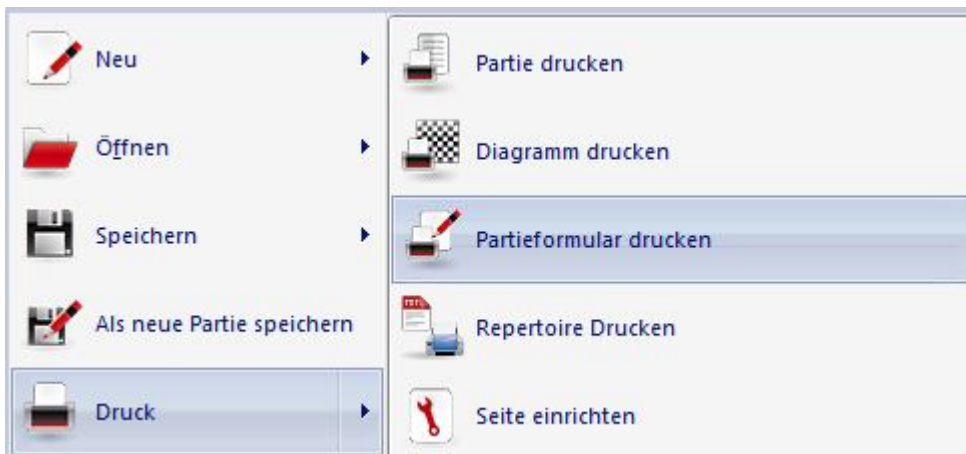 Neu
Öffnen
Speichern
Als neue Partie speichern
Druck
Partie drucken
Diagramm drucken
Partieformular drucken
Repertoire Drucken
Seite einrichten